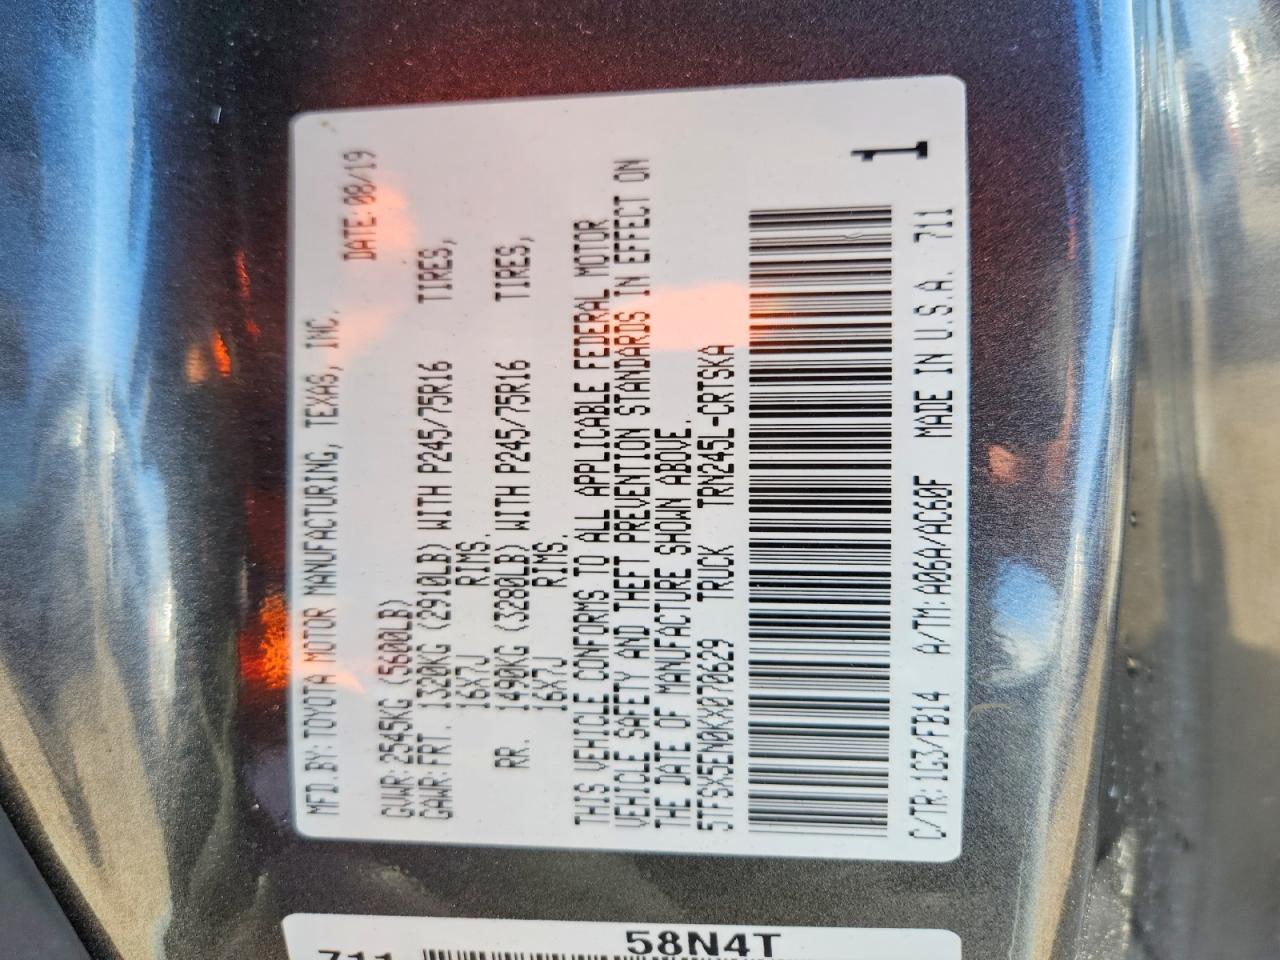 MFD.BY:TOYOTA MOTOR MANUFACTURING, TEXAS, INC.
DATE:08/19
GVWR:2545KG (5600LB)
GAWR:FRT. 1320KG (2910LB) WITH P245/75R16 TIRES,
16X7J RIMS.
RR. 1490KG (3280LB) WITH P245/75R16 TIRES,
16X7J RIMS.
THIS VEHICLE CONFORMS TO ALL APPLICABLE FEDERAL MOTOR
VEHICLE SAFETY AND THEFT PREVENTION STANDARDS IN EFFECT ON
THE DATE OF MANUFACTURE SHOWN ABOVE.
5TFSX5EN0KX070629 TRUCK TRN245L-CRTSKA
1
C/TR:1G3/FB14 A/TM:A06A/AC60F MADE IN U.S.A. 711
58N4T
711